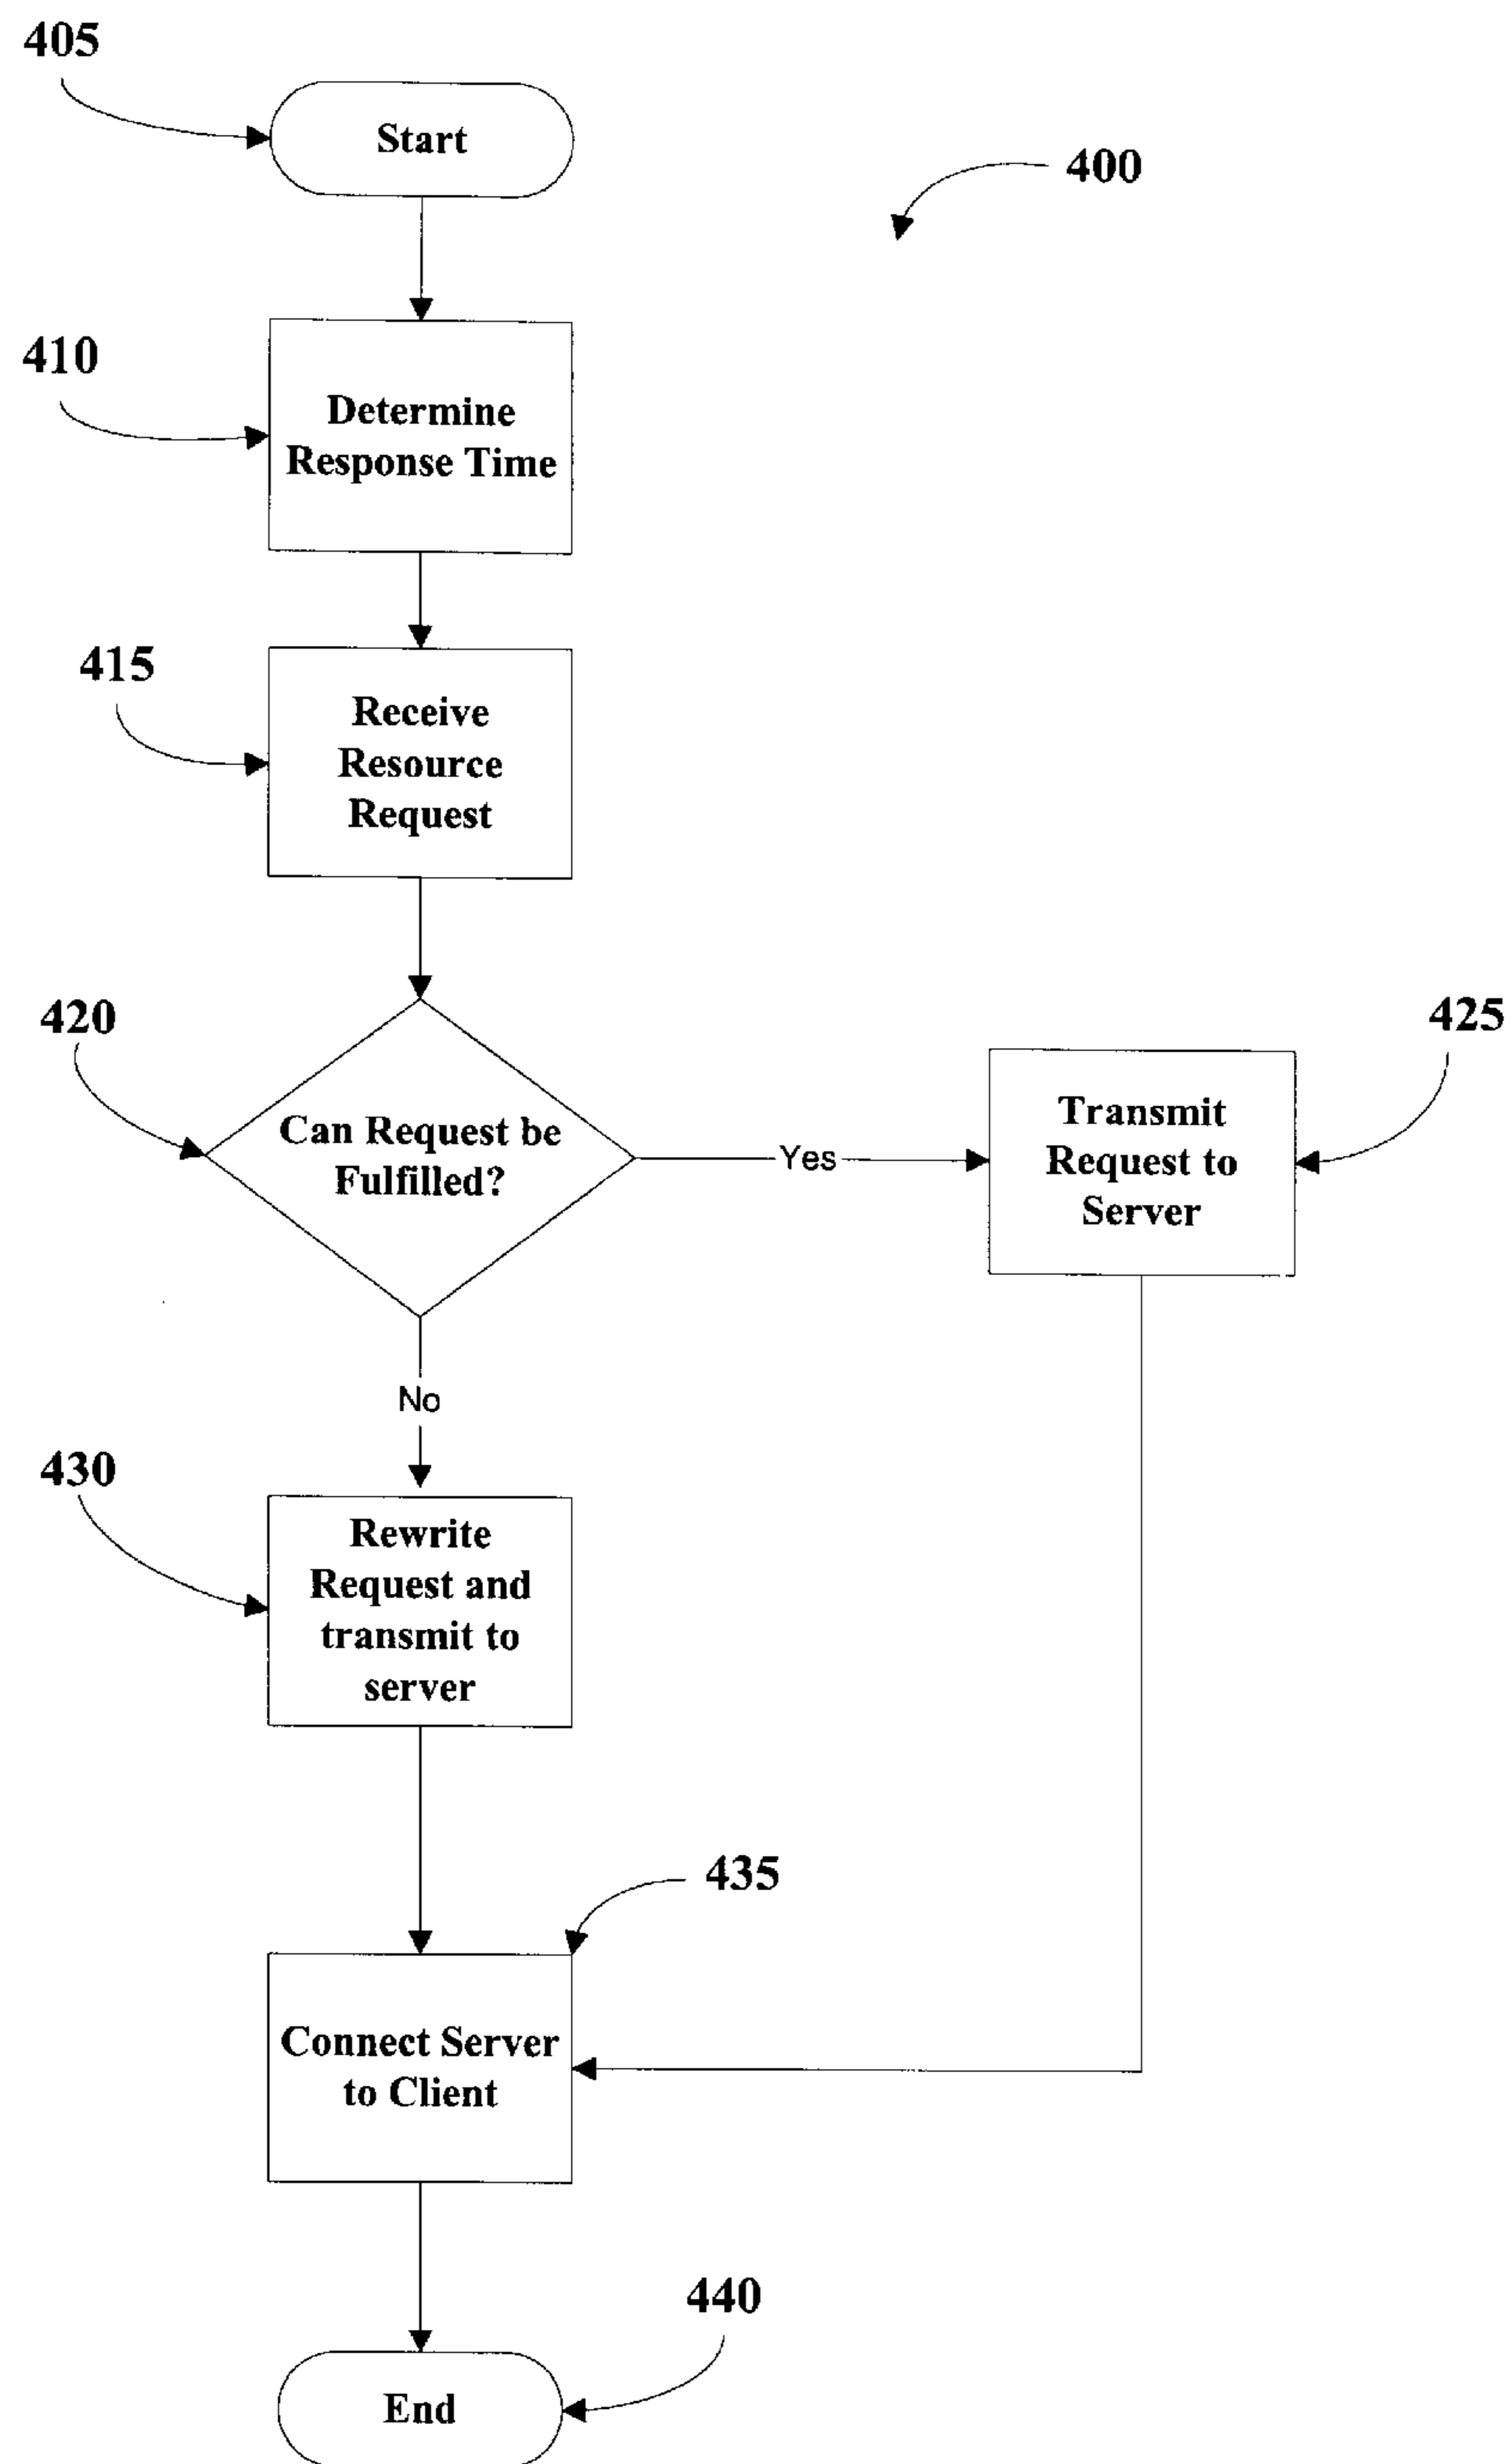 405
Start
400
410
Determine
Response Time
415
Receive
Resource
Request
420
Can Request be
Fulfilled?
Yes
425
Transmit
Request to
Server
No
430
Rewrite
Request and
transmit to
server
435
Connect Server
to Client
440
End